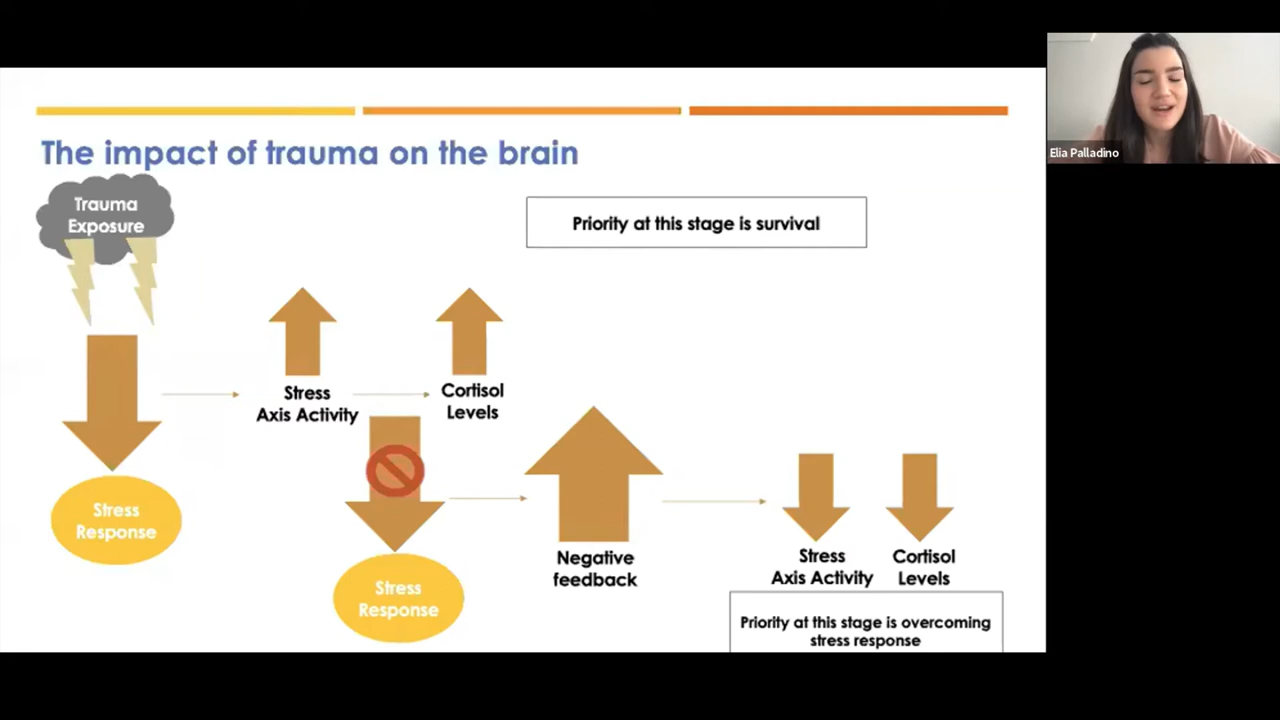 Elia Palladino
The impact of trauma on the brain
Trauma
Exposure
Priority at this stage is survival
Stress
Axis Activity
Cortisol
Levels
Stress
Response
Stress
Response
Negative
feedback
Stress
Axis Activity
Cortisol
Levels
Priority at this stage is overcoming
stress response